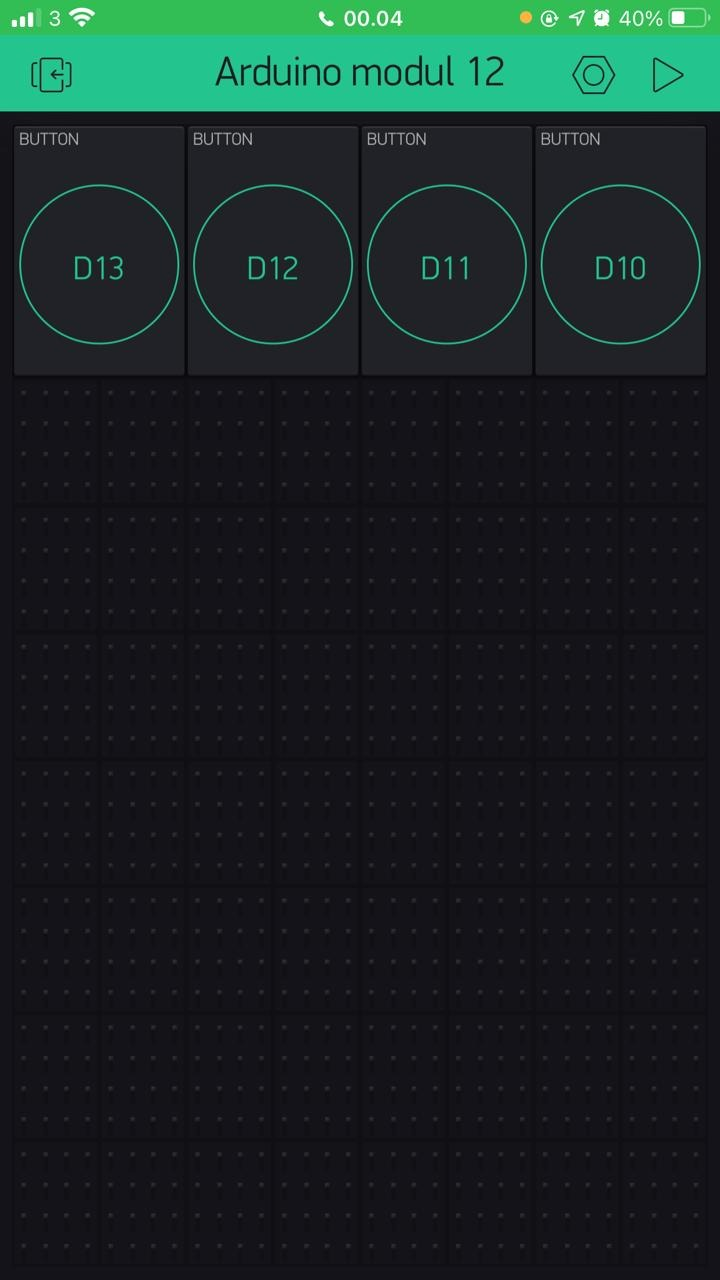 3 00.04 40%
Arduino modul 12
BUTTON BUTTON BUTTON BUTTON
D13 D12 D11 D10